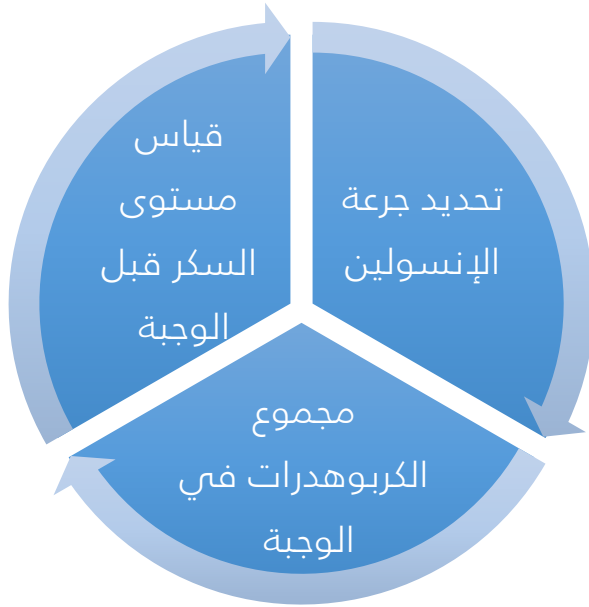 تحديد جرعة
الإنسولين
قياس
مستوى
السكر قبل
الوجبة
مجموع
الكربوهدرات في
الوجبة